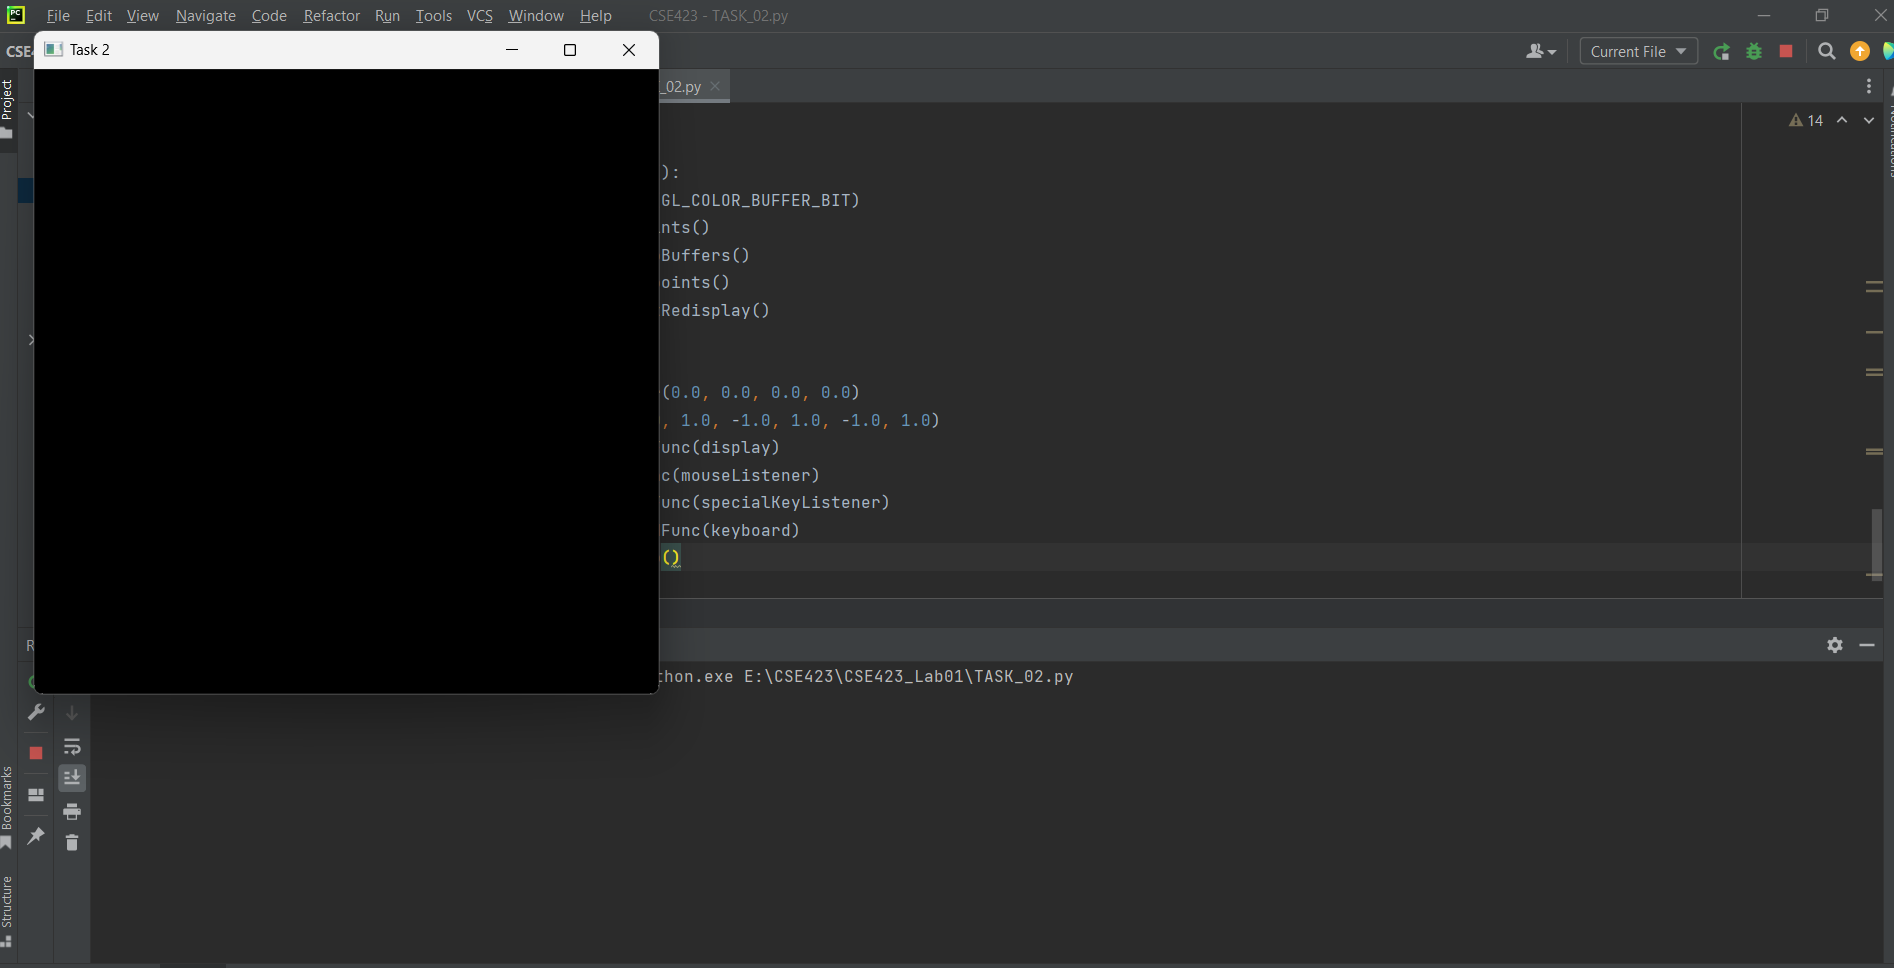 PC File Edit View Navigate Code Refactor Run Tools VCS Window Help CSE423 - TASK_02.py
CSE4
Task 2
Current File
_02.py
Project
14
Notifications
):
GL_COLOR_BUFFER_BIT)
nts()
Buffers()
oints()
Redisplay()
(0.0, 0.0, 0.0, 0.0)
, 1.0, -1.0, 1.0, -1.0, 1.0)
unc(display)
c(mouseListener)
unc(specialKeyListener)
Func(keyboard)
()
R
thon.exe E:\CSE423\CSE423_Lab01\TASK_02.py
Bookmarks
Structure